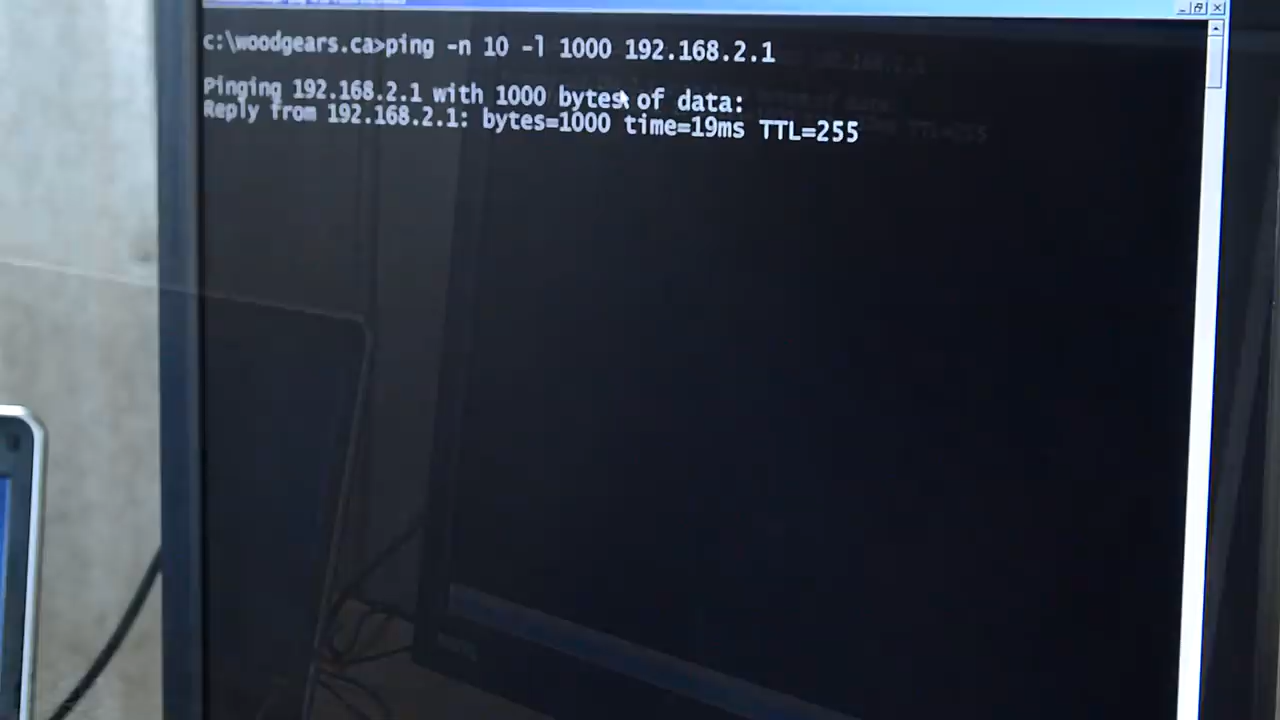 c:\woodgears.ca>ping -n 10 -l 1000 192.168.2.1
Pinging 192.168.2.1 with 1000 bytes of data:
Reply from 192.168.2.1: bytes=1000 time=19ms TTL=255